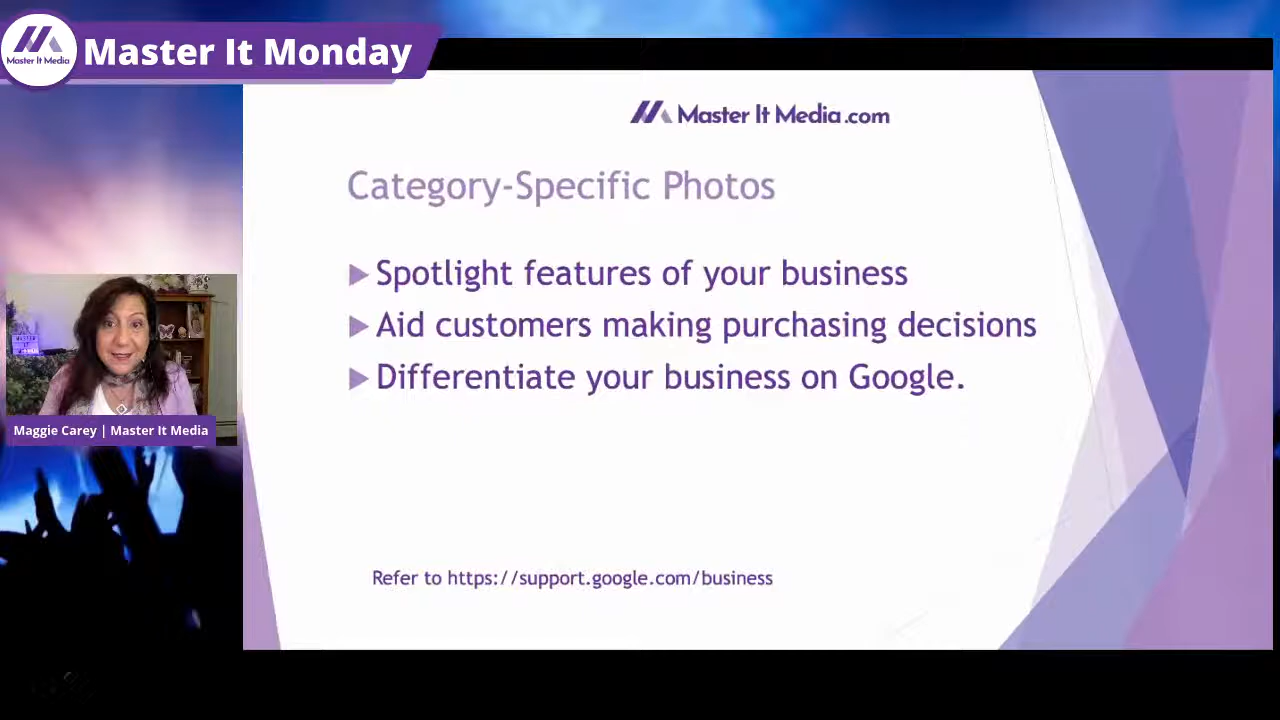 Master It Media
Master It Monday
Master It Media.com
Category-Specific Photos
Spotlight features of your business
Aid customers making purchasing decisions
Differentiate your business on Google.
Maggie Carey | Master It Media
Refer to https://support.google.com/business